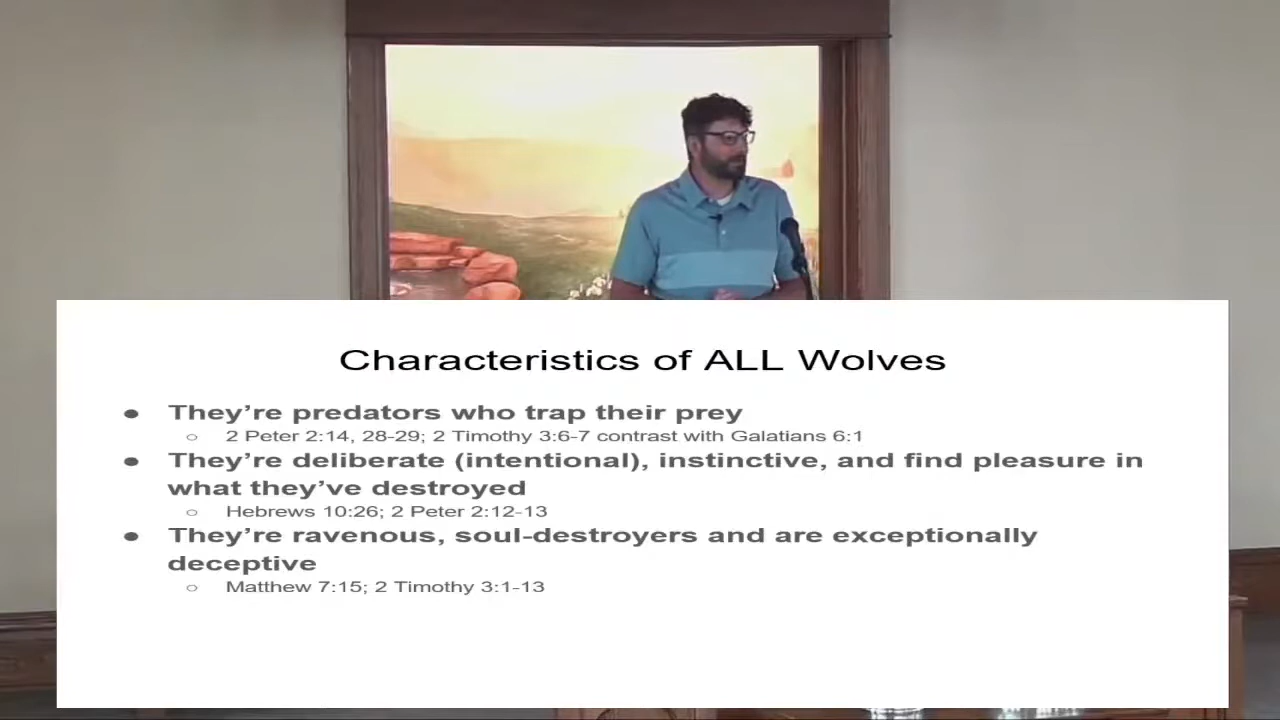 Characteristics of ALL Wolves
● They’re predators who trap their prey
○ 2 Peter 2:14, 28-29; 2 Timothy 3:6-7 contrast with Galatians 6:1
● They’re deliberate (intentional), instinctive, and find pleasure in
what they’ve destroyed
○ Hebrews 10:26; 2 Peter 2:12-13
● They’re ravenous, soul-destroyers and are exceptionally
deceptive
○ Matthew 7:15; 2 Timothy 3:1-13